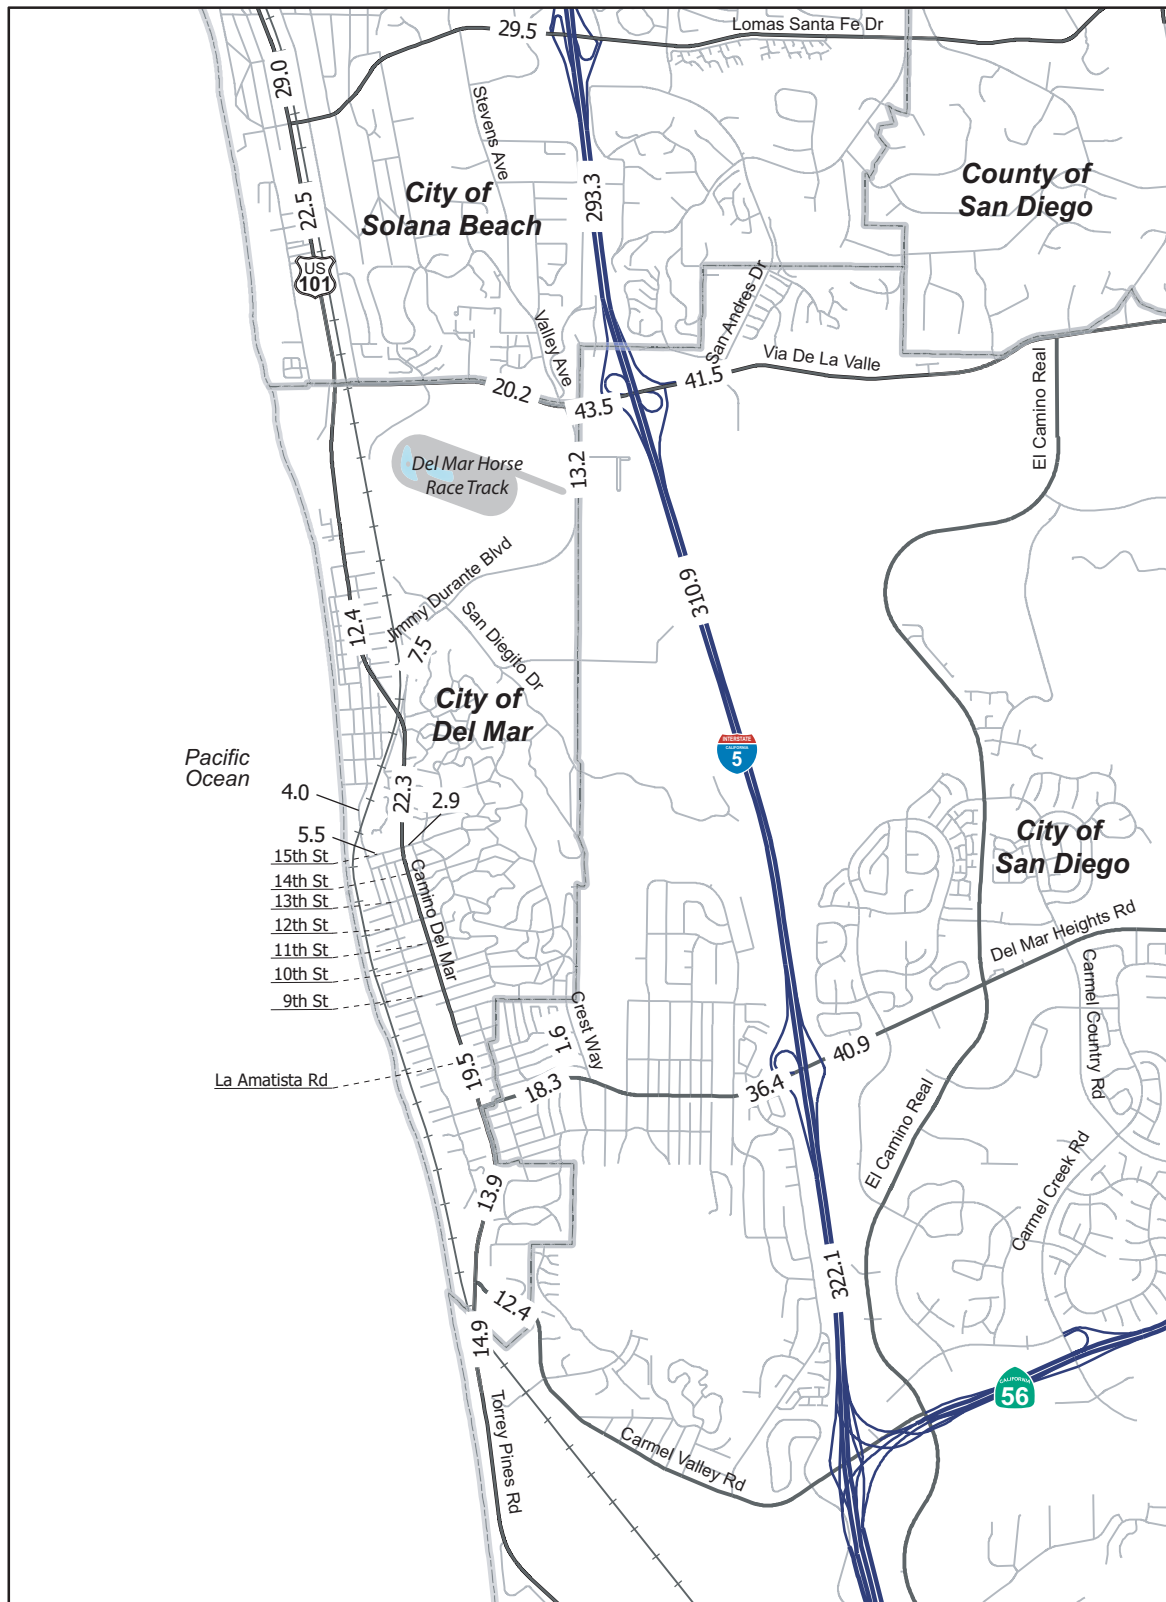 Lomas Santa Fe Dr
29.5
29.0
Stevens Ave
293.3
22.5
City of
Solana Beach
County of
San Diego
US
101
San Andres Dr
Valley Ave
Via De La Valle
El Camino Real
41.5
20.2
43.5
13.2
Del Mar Horse
Race Track
310.9
Jimmy Durante Blvd
San Diegito Dr
12.4
7.5
City of
Del Mar
INTERSTATE
CALIFORNIA
5
Pacific
Ocean
4.0
22.3
2.9
5.5
15th St
14th St
13th St
12th St
11th St
10th St
9th St
Camino Del Mar
City of
San Diego
Del Mar Heights Rd
Carmel Country Rd
Crest Way
1.6
40.9
36.4
18.3
19.5
La Amatista Rd
El Camino Real
Carmel Creek Rd
13.9
322.1
12.4
14.9
CALIFORNIA
56
Torrey Pines Rd
Carmel Valley Rd